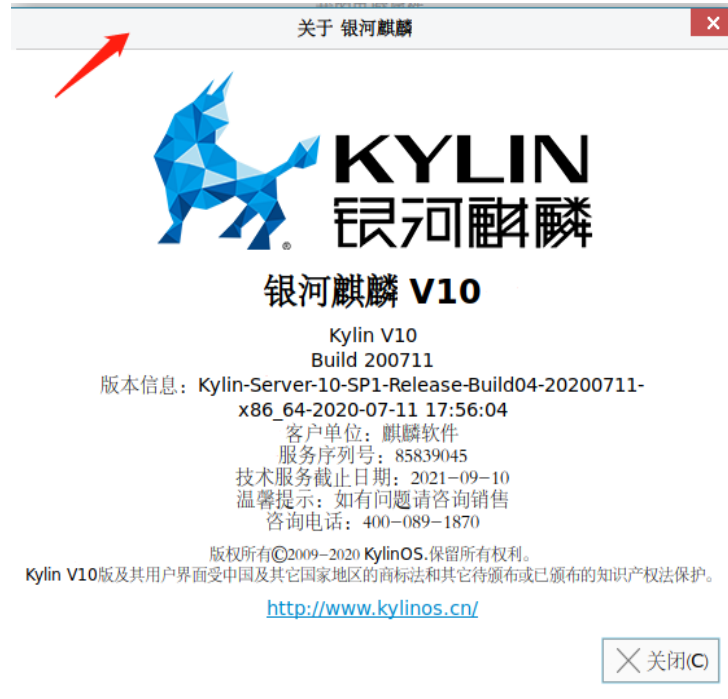 关于 银河麒麟
KYLIN
银河麒麟
银河麒麟 V10
Kylin V10
Build 200711
版本信息：Kylin-Server-10-SP1-Release-Build04-20200711-
x86_64-2020-07-11 17:56:04
客户单位：麒麟软件
服务序列号：85839045
技术服务截止日期：2021-09-10
温馨提示：如有问题请咨询销售
咨询电话：400-089-1870
版权所有©2009-2020 KylinOS.保留所有权利。
Kylin V10版及其用户界面受中国及其它国家地区的商标法和其它待颁布或已颁布的知识产权法保护。
http://www.kylinos.cn/
关闭(C)